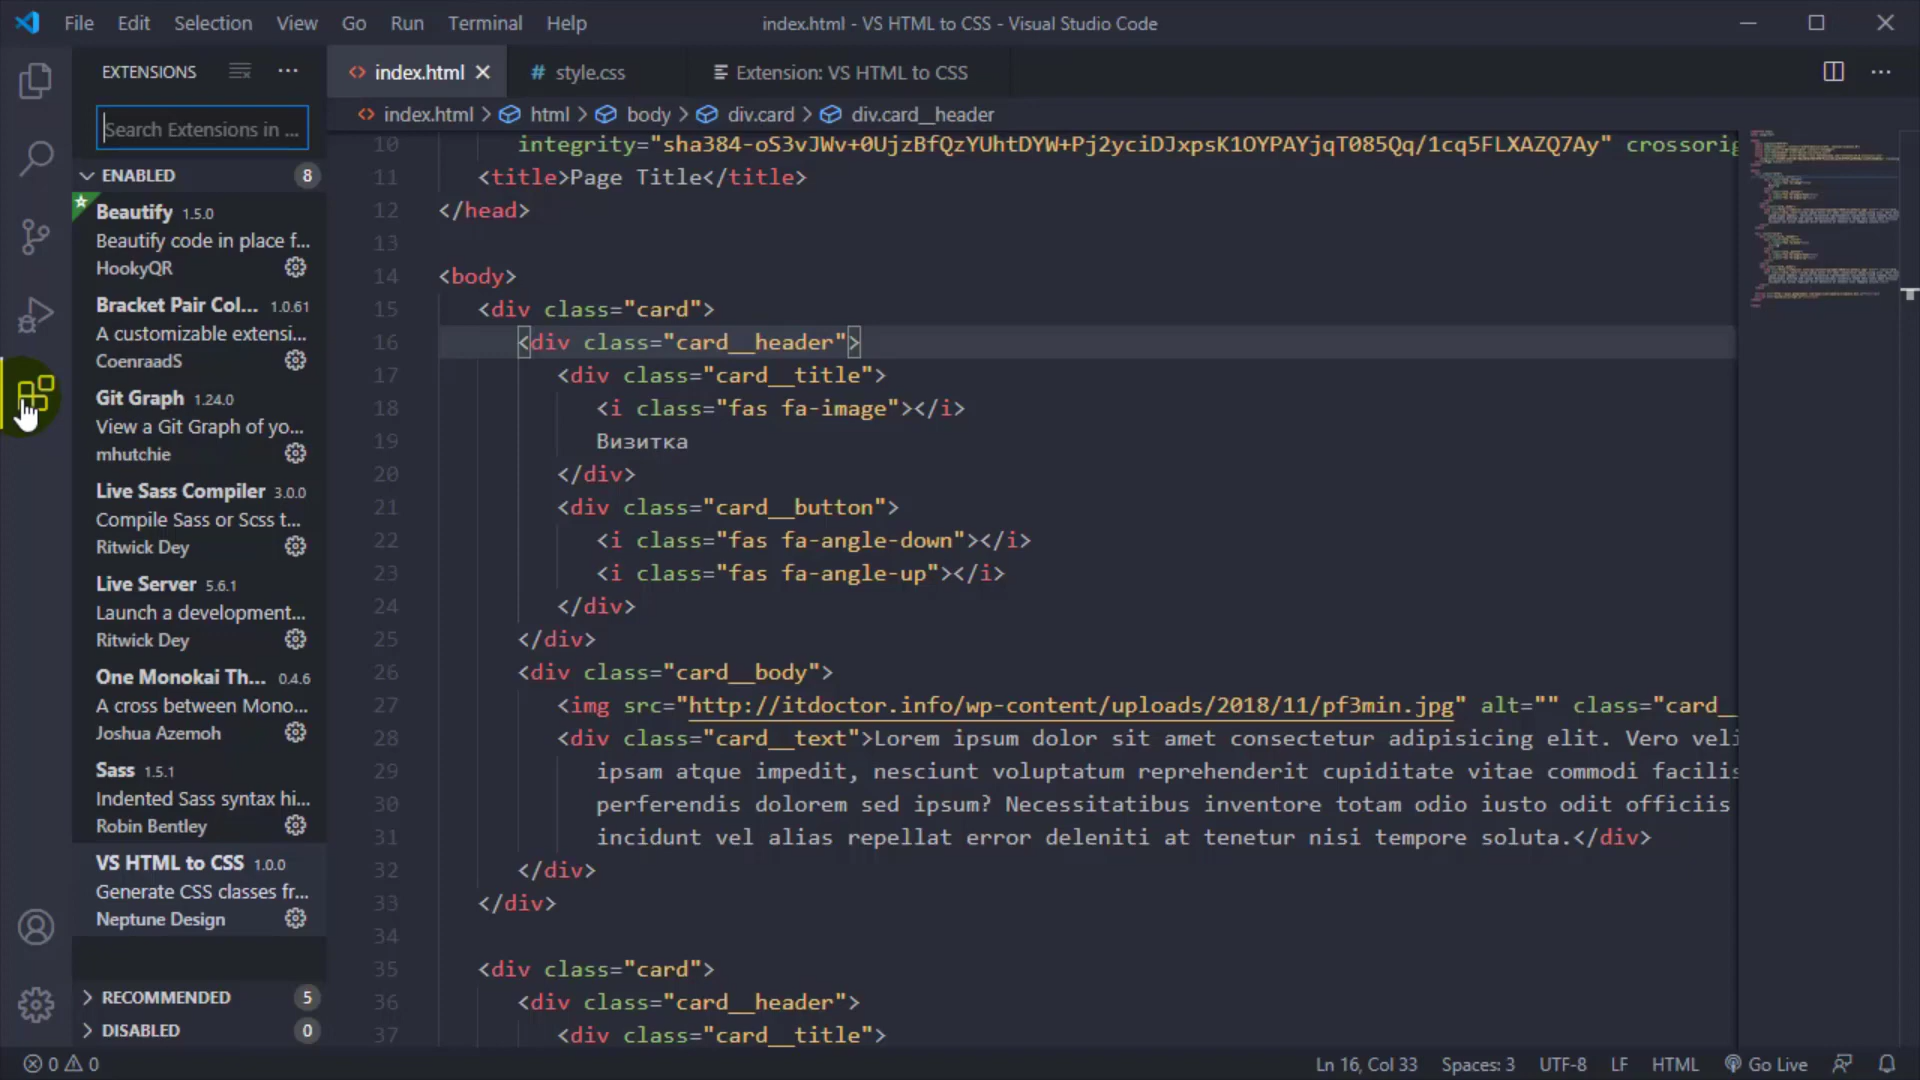 File Edit Selection View Go Run Terminal Help
index.html - VS HTML to CSS - Visual Studio Code
EXTENSIONS
Search Extensions in ...
ENABLED 8
Beautify 1.5.0
Beautify code in place f...
HookyQR
Bracket Pair Col... 1.0.61
A customizable extensi...
CoenraadS
Git Graph 1.24.0
View a Git Graph of yo...
mhutchie
Live Sass Compiler 3.0.0
Compile Sass or Scss t...
Ritwick Dey
Live Server 5.6.1
Launch a development...
Ritwick Dey
One Monokai Th... 0.4.6
A cross between Mono...
Joshua Azemoh
Sass 1.5.1
Indented Sass syntax hi...
Robin Bentley
VS HTML to CSS 1.0.0
Generate CSS classes fr...
Neptune Design
RECOMMENDED 5
DISABLED 0
index.html
# style.css
Extension: VS HTML to CSS
index.html > html > body > div.card > div.card__header
10 integrity="sha384-oS3vJWv+0UjzBfQzYUhtDYW+Pj2yciDJxpsK1OYPAYjqT085Qq/1cq5FLXAZQ7Ay" crossorig
11 <title>Page Title</title>
12 </head>
13
14 <body>
15 <div class="card">
16 <div class="card__header">
17 <div class="card__title">
18 <i class="fas fa-image"></i>
19 Визитка
20 </div>
21 <div class="card__button">
22 <i class="fas fa-angle-down"></i>
23 <i class="fas fa-angle-up"></i>
24 </div>
25 </div>
26 <div class="card__body">
27 <img src="http://itdoctor.info/wp-content/uploads/2018/11/pf3min.jpg" alt="" class="card_
28 <div class="card__text">Lorem ipsum dolor sit amet consectetur adipisicing elit. Vero veli
29 ipsam atque impedit, nesciunt voluptatum reprehenderit cupiditate vitae commodi facilis
30 perferendis dolorem sed ipsum? Necessitatibus inventore totam odio iusto odit officiis
31 incidunt vel alias repellat error deleniti at tenetur nisi tempore soluta.</div>
32 </div>
33 </div>
34
35 <div class="card">
36 <div class="card__header">
37 <div class="card__title">
0 0
Ln 16, Col 33 Spaces: 3 UTF-8 LF HTML Go Live